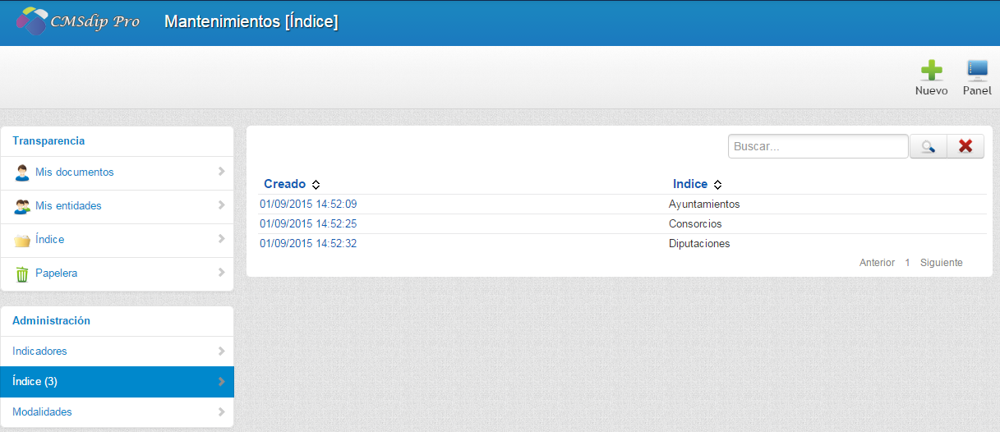 CMSdip Pro
Mantenimientos [Índice]
Nuevo Panel
Transparencia
Mis documentos
Mis entidades
Índice
Papelera
Administración
Indicadores
Índice (3)
Modalidades
Buscar...
Creado Indice
01/09/2015 14:52:09 Ayuntamientos
01/09/2015 14:52:25 Consorcios
01/09/2015 14:52:32 Diputaciones
Anterior 1 Siguiente